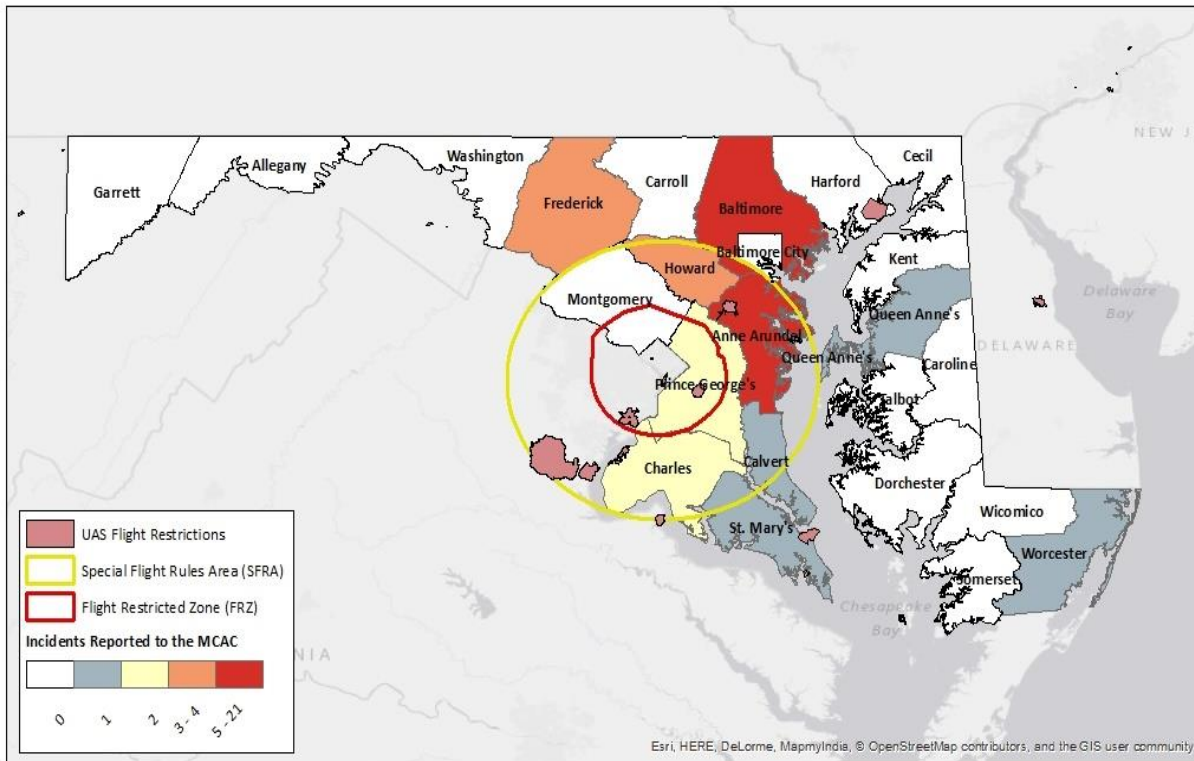 NEW J
Cecil
Washington
Allegany
Harford
Garrett
Carroll
Frederick
Baltimore
Baltimore City
Kent
Howard
Delaware
Bay
Montgomery
Queen Anne's
Anne Arundel
DELAWARE
Queen Anne's
Caroline
Prince George's
Talbot
Calvert
Charles
Dorchester
Wicomico
St. Mary's
Worcester
Somerset
Chesapeake
Bay
NIA
UAS Flight Restrictions
Special Flight Rules Area (SFRA)
Flight Restricted Zone (FRZ)
Incidents Reported to the MCAC
0
1
2
3 - 4
5 - 21
Esri, HERE, DeLorme, MapmyIndia, © OpenStreetMap contributors, and the GIS user community